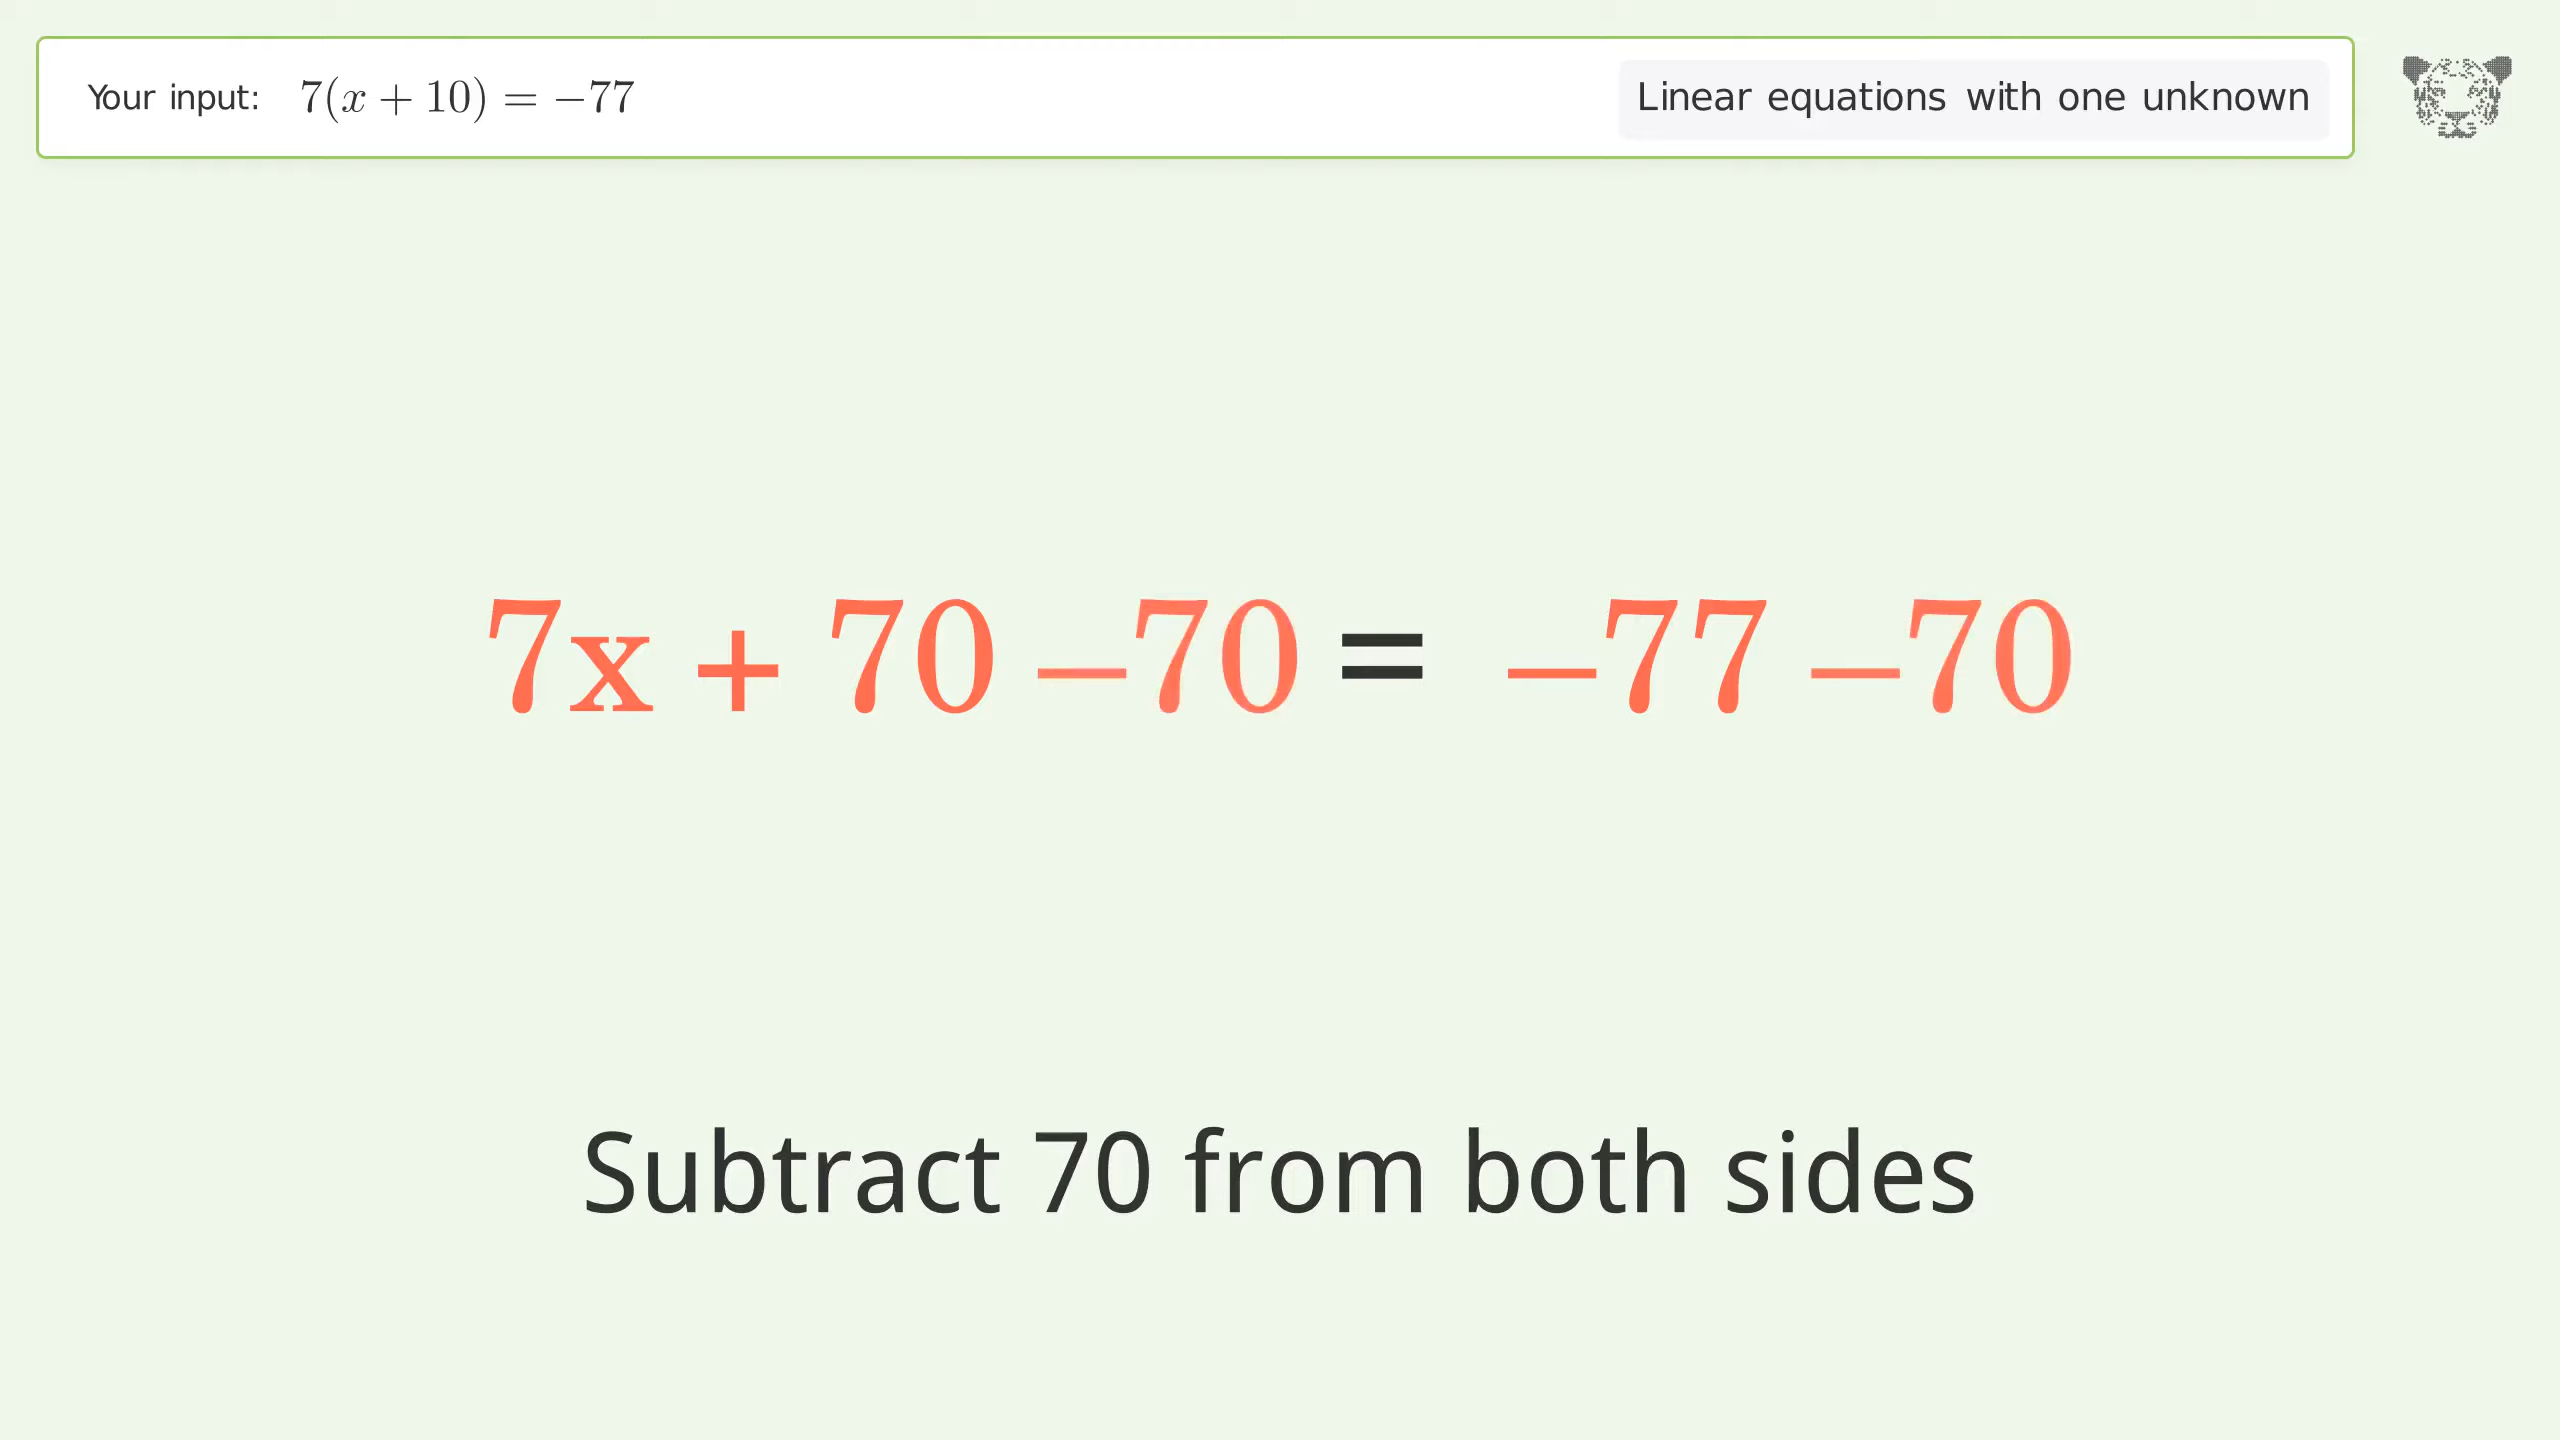 Your input: 7(x + 10) = −77
Linear equations with one unknown
7x + 70 −70 = −77 −70
Subtract 70 from both sides